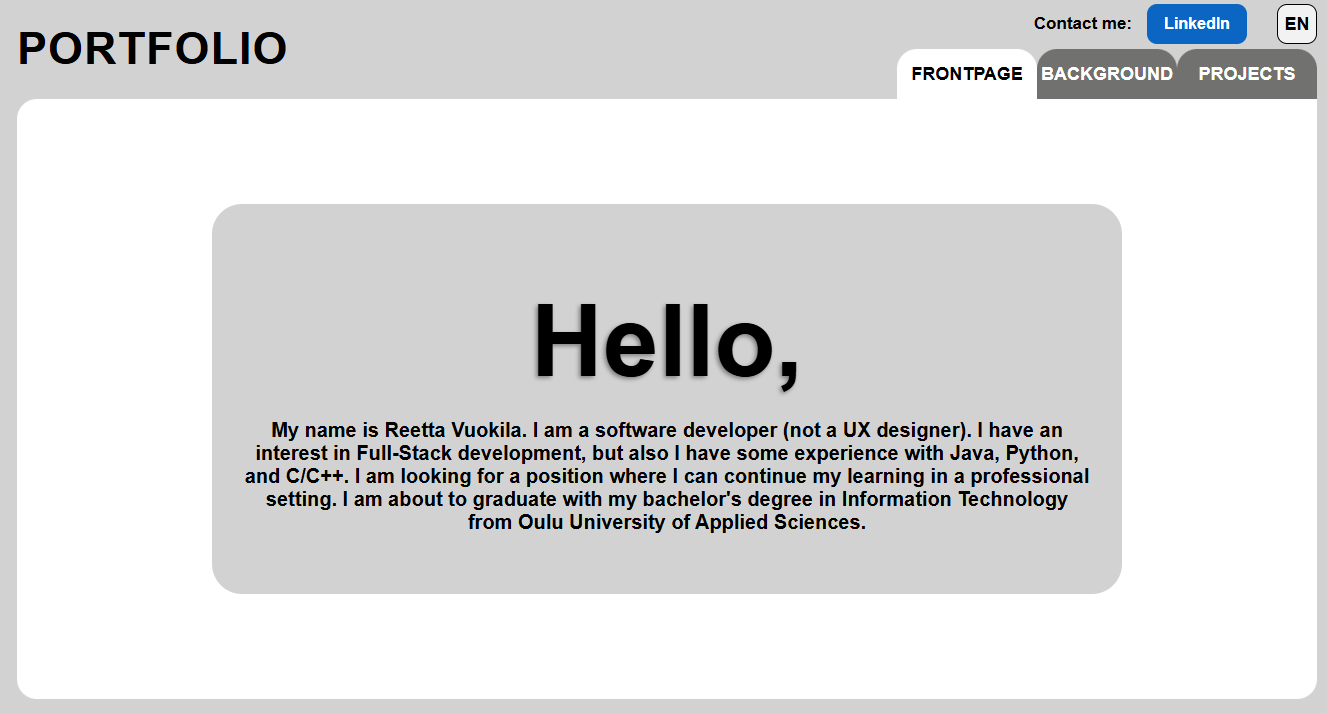 PORTFOLIO
Contact me:
LinkedIn
EN
FRONTPAGE
BACKGROUND
PROJECTS
Hello,
My name is Reetta Vuokila. I am a software developer (not a UX designer). I have an
interest in Full-Stack development, but also I have some experience with Java, Python,
and C/C++. I am looking for a position where I can continue my learning in a professional
setting. I am about to graduate with my bachelor's degree in Information Technology
from Oulu University of Applied Sciences.